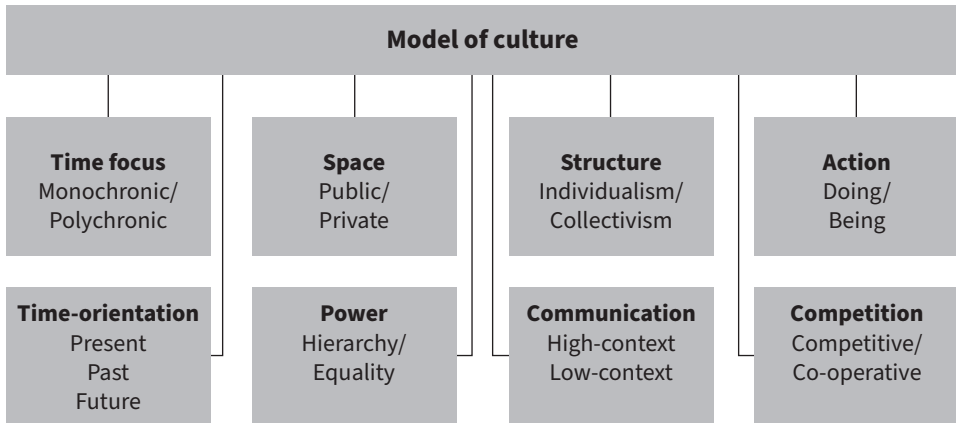 Model of culture
Time focus
Monochronic/
Polychronic
Space
Public/
Private
Structure
Individualism/
Collectivism
Action
Doing/
Being
Time-orientation
Present
Past
Future
Power
Hierarchy/
Equality
Communication
High-context
Low-context
Competition
Competitive/
Co-operative